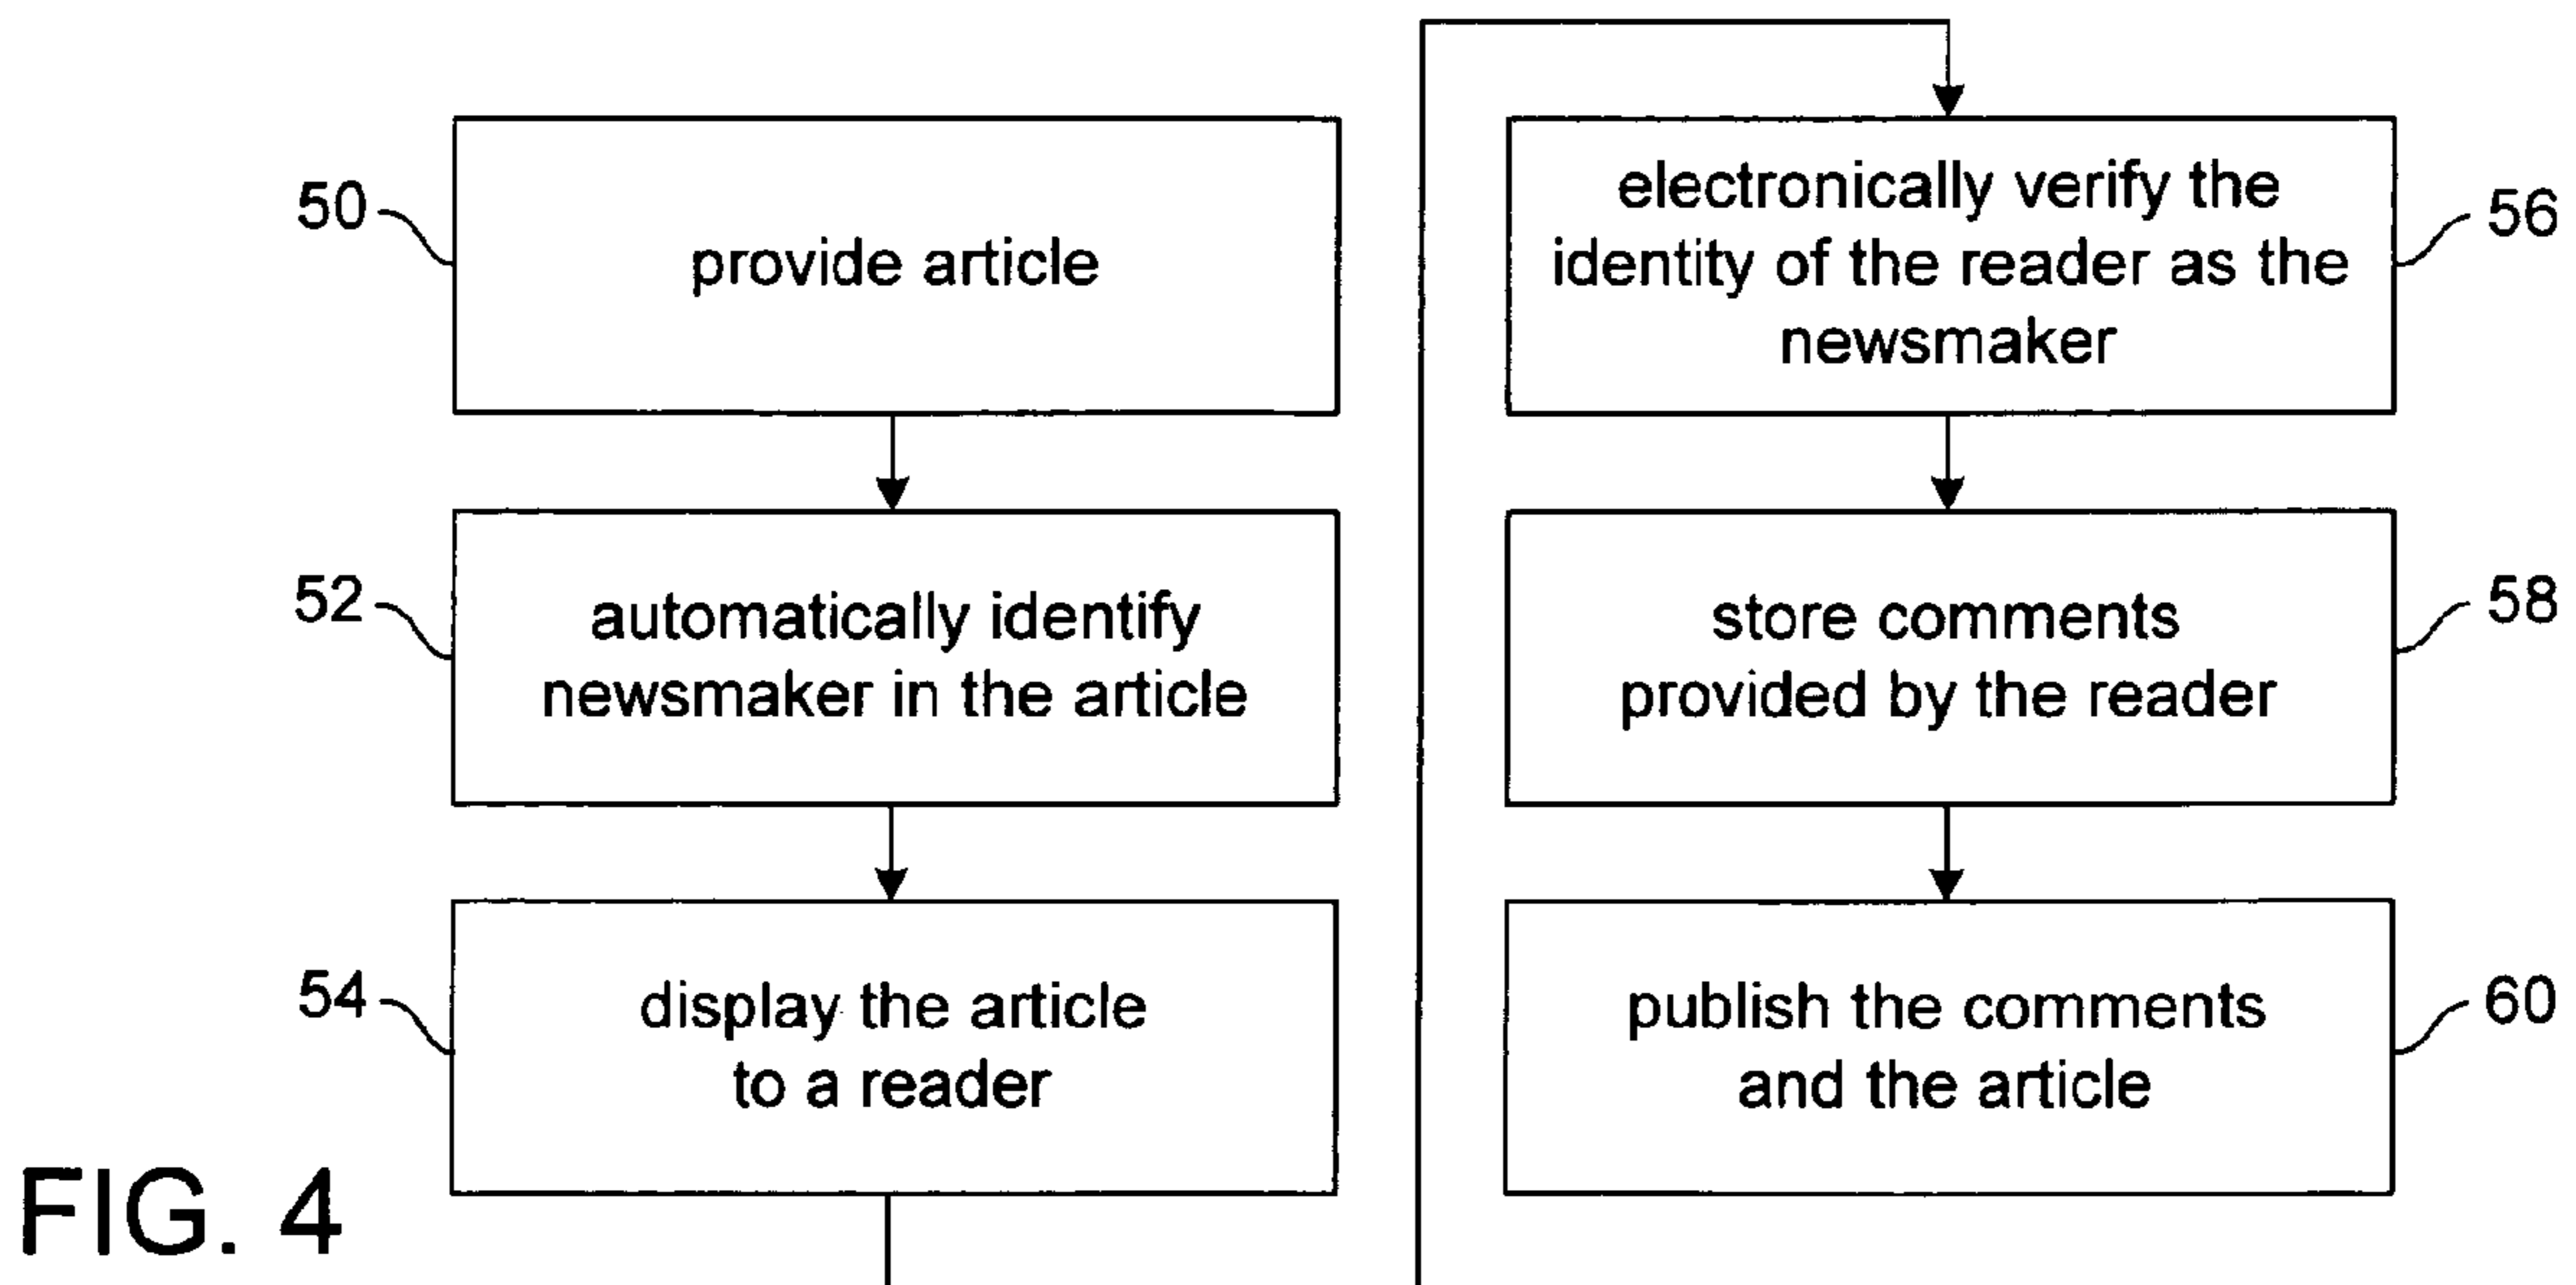 50
provide article
52
automatically identify
newsmaker in the article
54
display the article
to a reader
electronically verify the
identity of the reader as the
newsmaker
56
store comments
provided by the reader
58
publish the comments
and the article
60
FIG. 4